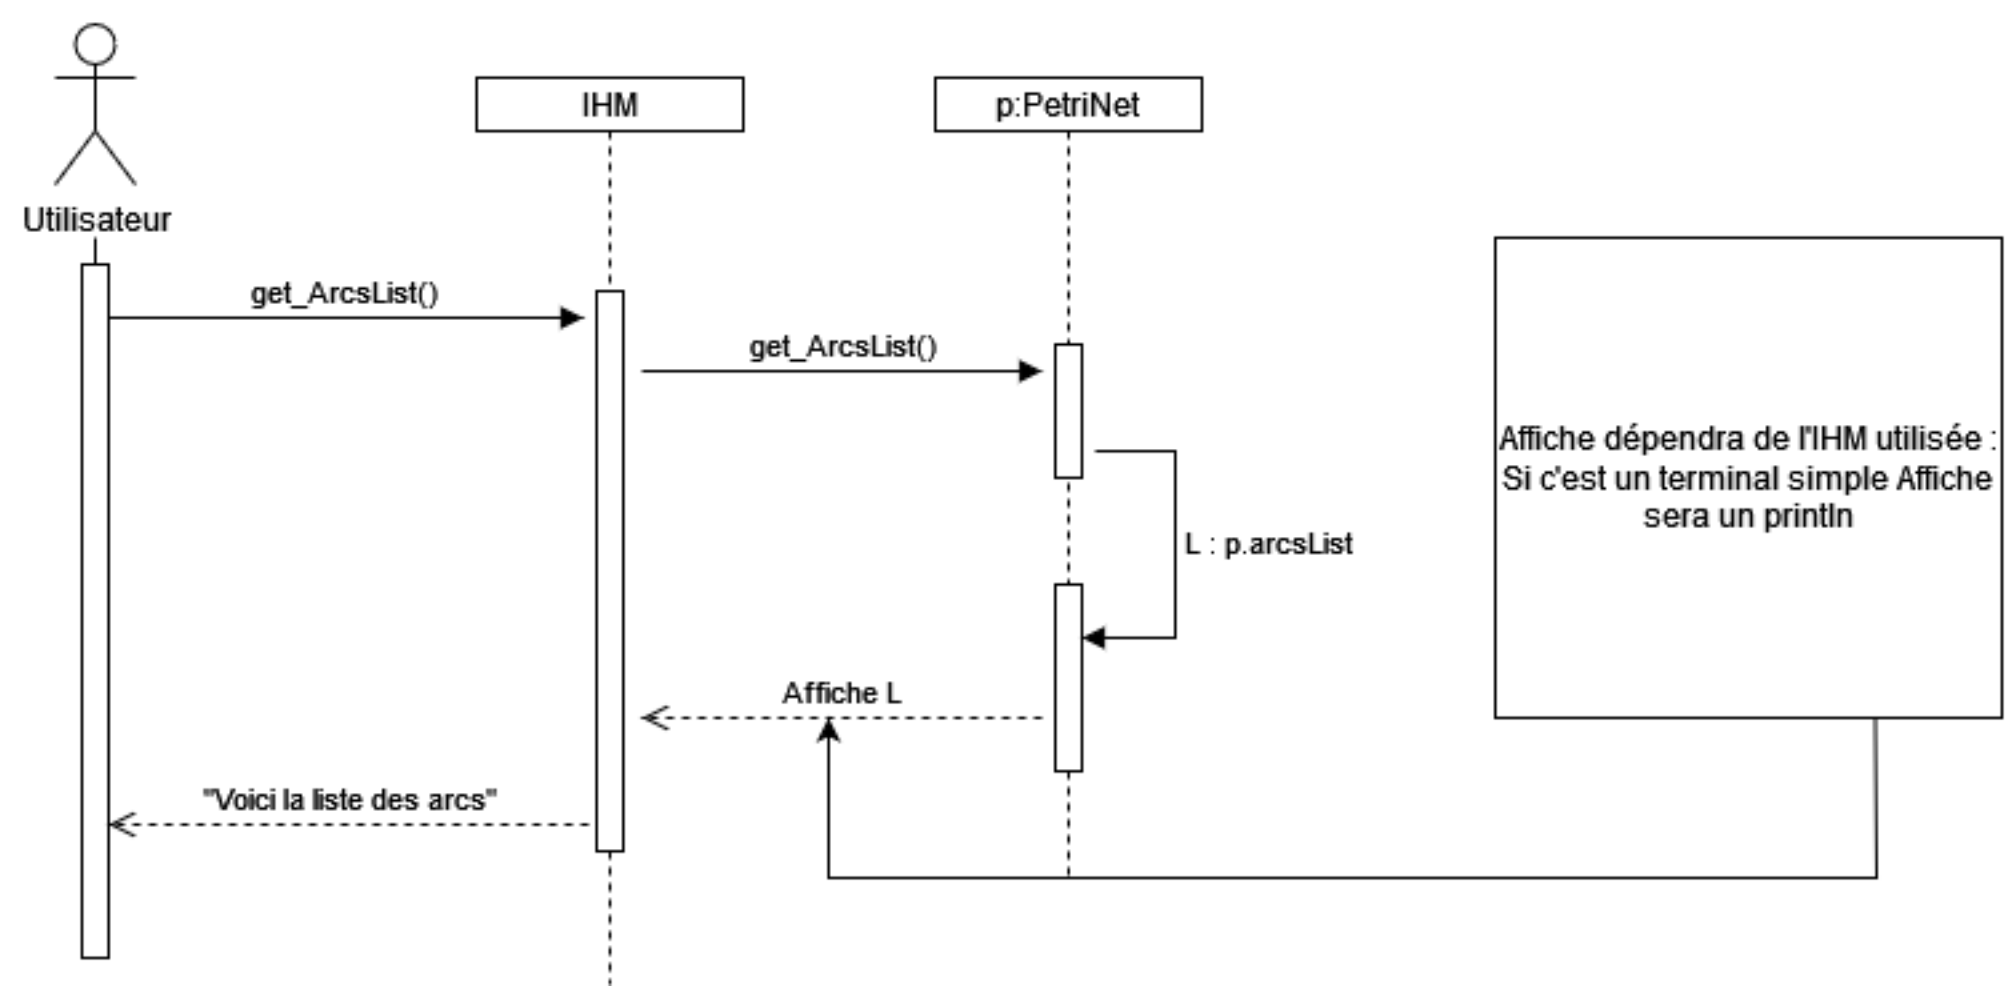 IHM
p:PetriNet
Utilisateur
get_ArcsList()
get_ArcsList()
Affiche dépendra de l'IHM utilisée :
Si c'est un terminal simple Affiche
sera un println
L : p.arcsList
Affiche L
"Voici la liste des arcs"